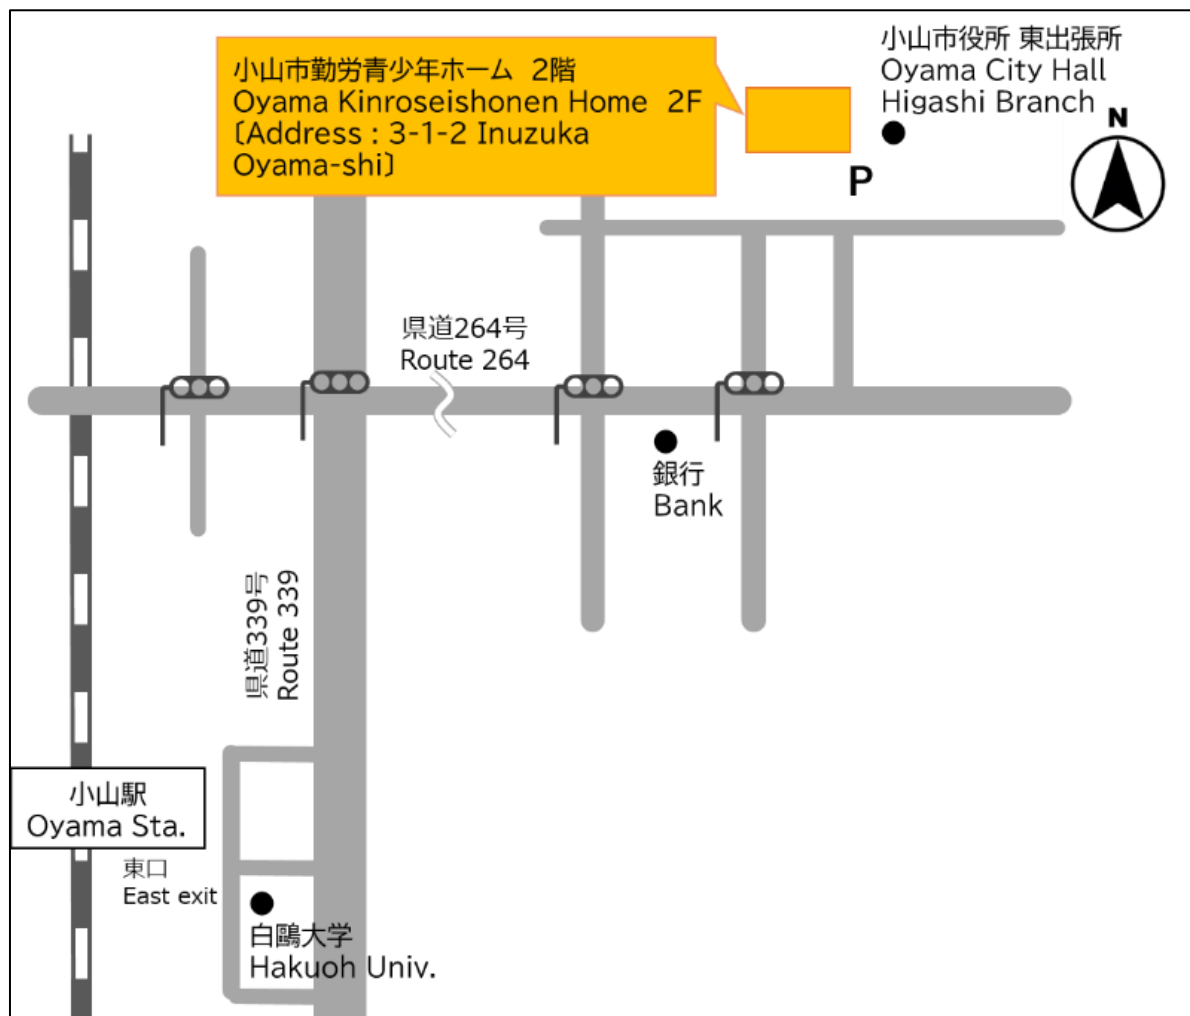 小山市勤労青少年ホーム 2階
Oyama Kinroseishonen Home 2F
〔Address : 3-1-2 Inuzuka
Oyama-shi〕
小山市役所 東出張所
Oyama City Hall
Higashi Branch
N
P
県道264号
Route 264
銀行
Bank
県道339号
Route 339
小山駅
Oyama Sta.
東口
East exit
白鷗大学
Hakuoh Univ.